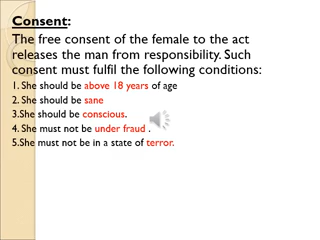 Consent:
The free consent of the female to the act
releases the man from responsibility. Such
consent must fulfil the following conditions:
1. She should be above 18 years of age
2. She should be sane
3.She should be conscious.
4. She must not be under fraud .
5.She must not be in a state of terror.